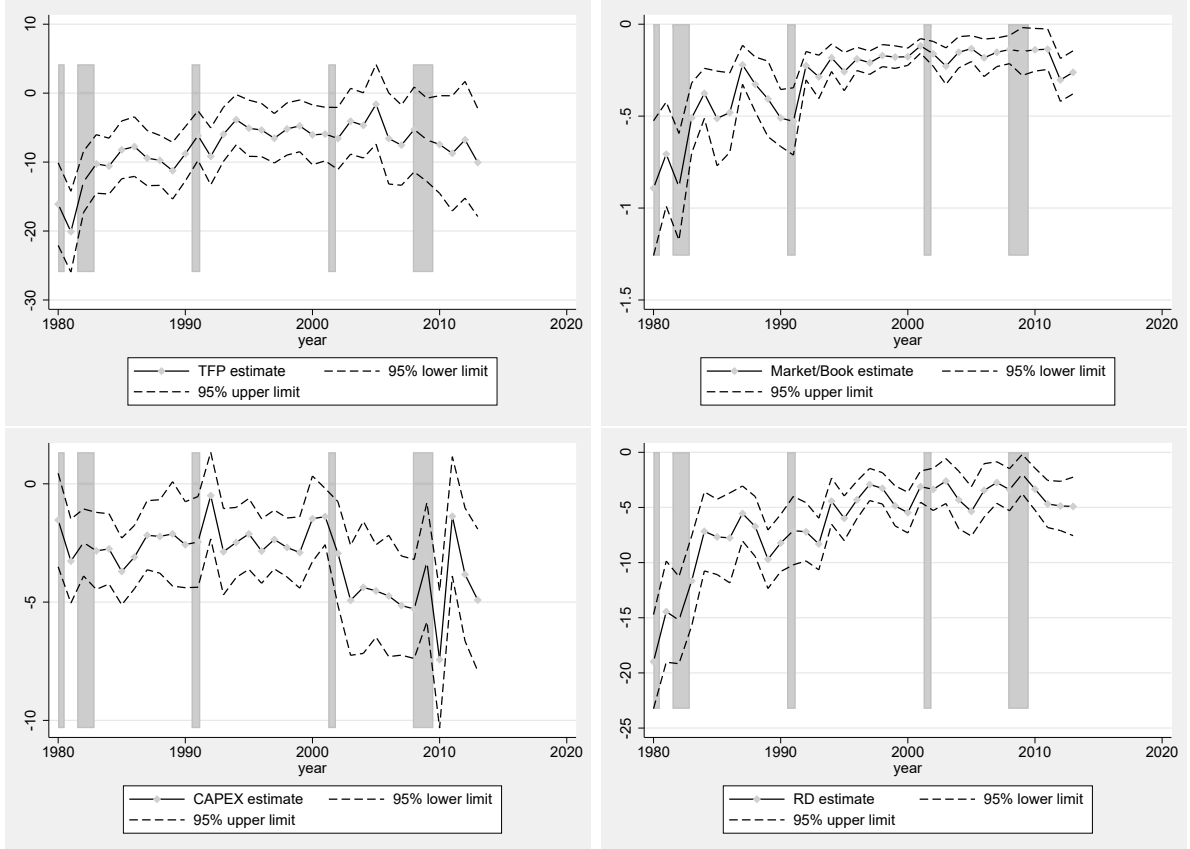 10
0
-10
-20
-30
1980 1990 2000 2010 2020
year
TFP estimate 95% lower limit
95% upper limit
0
-.5
-1
-1.5
1980 1990 2000 2010 2020
year
Market/Book estimate 95% lower limit
95% upper limit
0
-5
-10
1980 1990 2000 2010 2020
year
CAPEX estimate 95% lower limit
95% upper limit
0
-5
-10
-15
-20
-25
1980 1990 2000 2010 2020
year
RD estimate 95% lower limit
95% upper limit